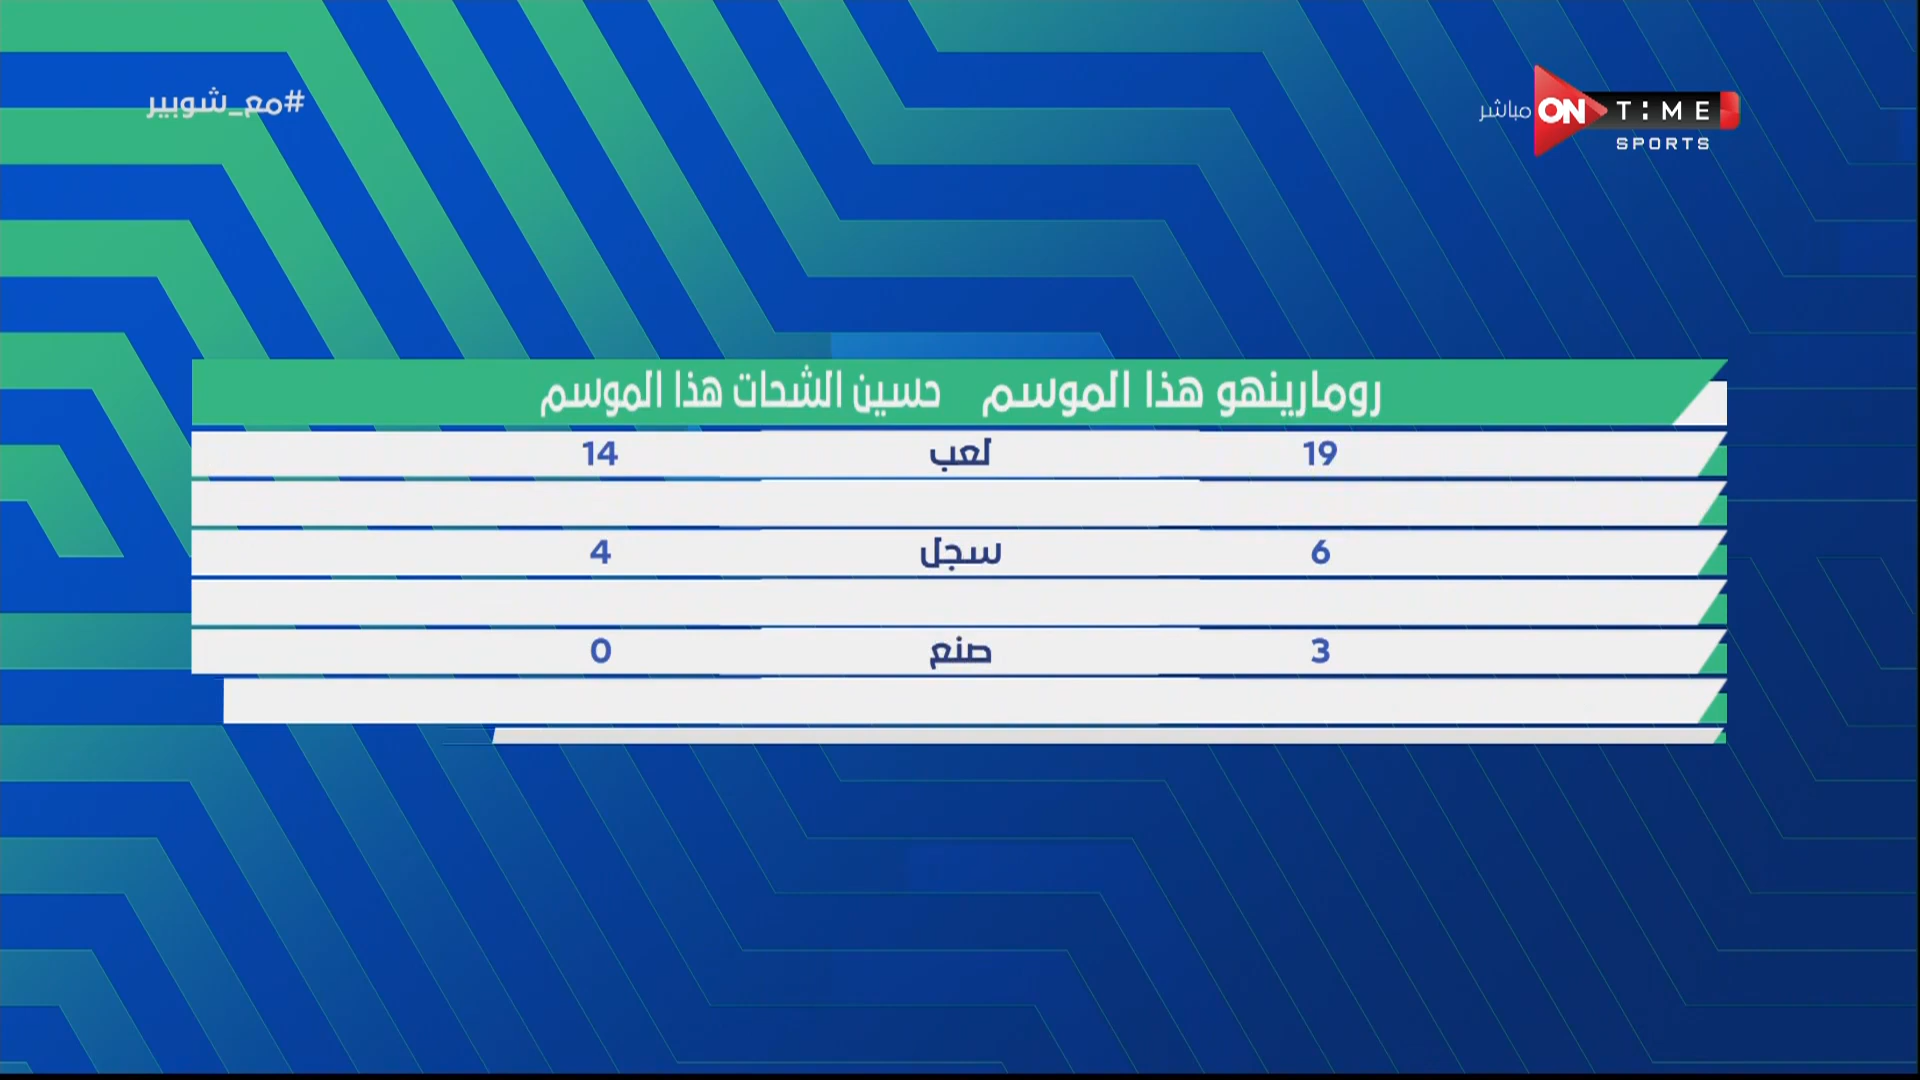 #مع_شوبير
مباشر ON TIME
SPORTS
رومارينهو هذا الموسم حسين الشحات هذا الموسم
19 لعب 14
6 سجل 4
3 صنع 0